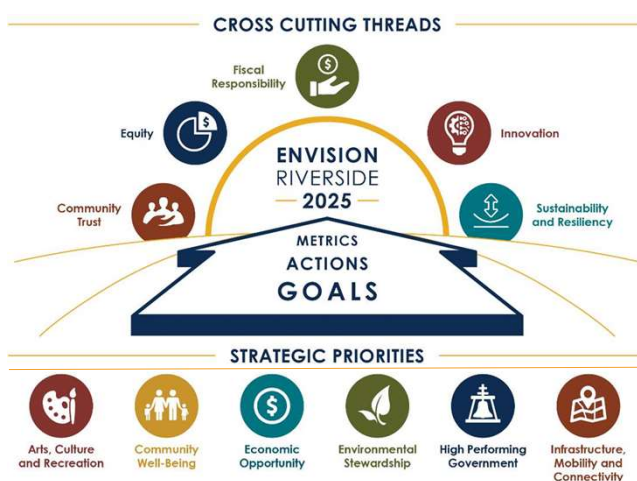 CROSS CUTTING THREADS
Fiscal
Responsibility
Equity
Innovation
Community
Trust
Sustainability
and Resiliency
ENVISION
RIVERSIDE
2025
METRICS
ACTIONS
GOALS
STRATEGIC PRIORITIES
Arts, Culture
and Recreation
Community
Well-Being
Economic
Opportunity
Environmental
Stewardship
High Performing
Government
Infrastructure,
Mobility and
Connectivity